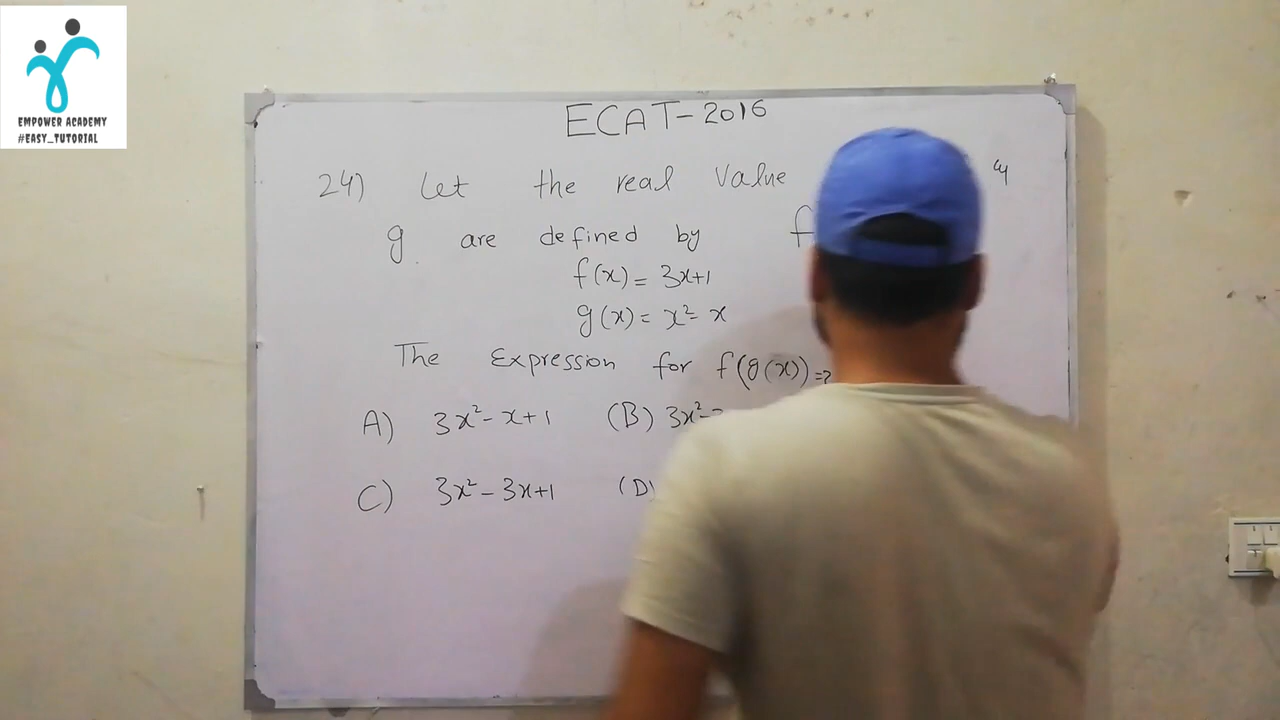 EMPOWER ACADEMY
#EASY_TUTORIAL
ECAT-2016
24) Let the real value
g are defined by f
f(x) = 3x+1
g(x) = x²- x
The Expression for f(g(x))=?
A) 3x²- x+1 (B) 3x²-
C) 3x²- 3x+1 (D)